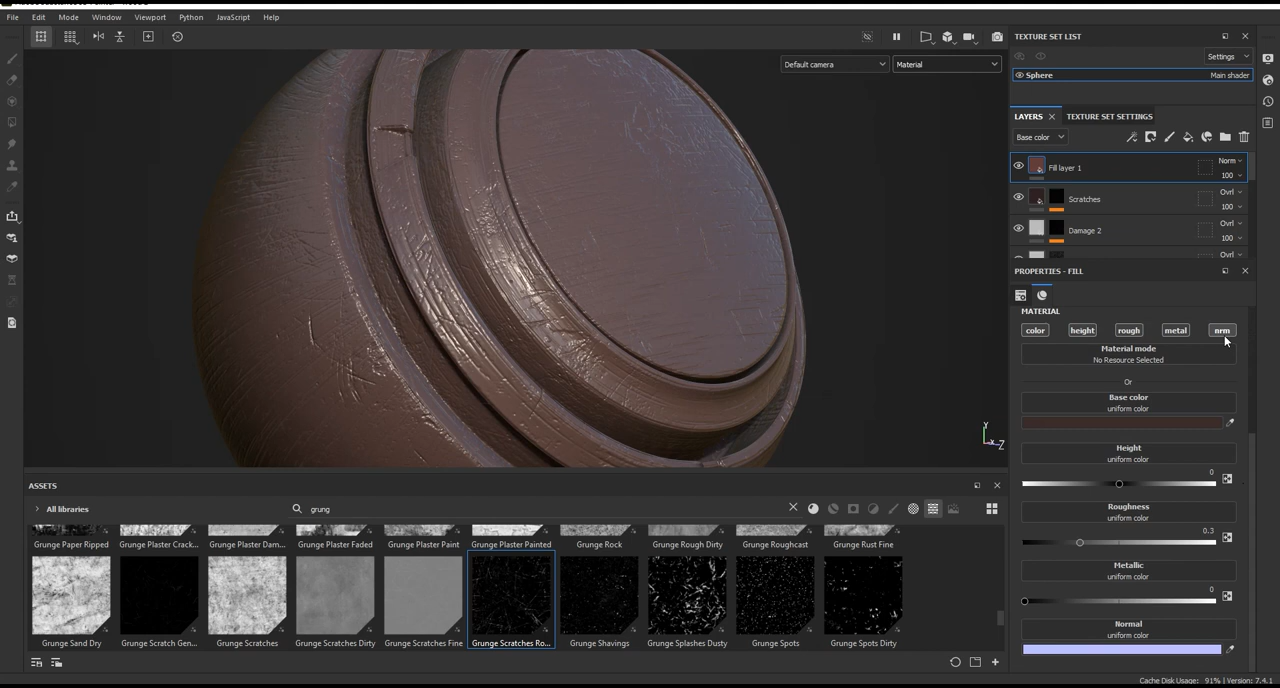 File Edit Mode Window Viewport Python JavaScript Help
Default camera
Material
TEXTURE SET LIST
Settings
Sphere Main shader
LAYERS TEXTURE SET SETTINGS
Base color
Fill layer 1 Norm 100
Scratches Ovrl 100
Damage 2 Ovrl 100
PROPERTIES - FILL
MATERIAL
color height rough metal nrm
Material mode
No Resource Selected
Or
Base color
uniform color
Height
uniform color
0
Roughness
uniform color
0.3
Metallic
uniform color
0
Normal
uniform color
Y
Z
ASSETS
All libraries
grung
Grunge Paper Ripped Grunge Plaster Crack... Grunge Plaster Dam... Grunge Plaster Faded Grunge Plaster Paint Grunge Plaster Painted Grunge Rock Grunge Rough Dirty Grunge Roughcast Grunge Rust Fine
Grunge Sand Dry Grunge Scratch Gen... Grunge Scratches Grunge Scratches Dirty Grunge Scratches Fine Grunge Scratches Ro... Grunge Shavings Grunge Splashes Dusty Grunge Spots Grunge Spots Dirty
Cache Disk Usage: 91% | Version: 7.4.1